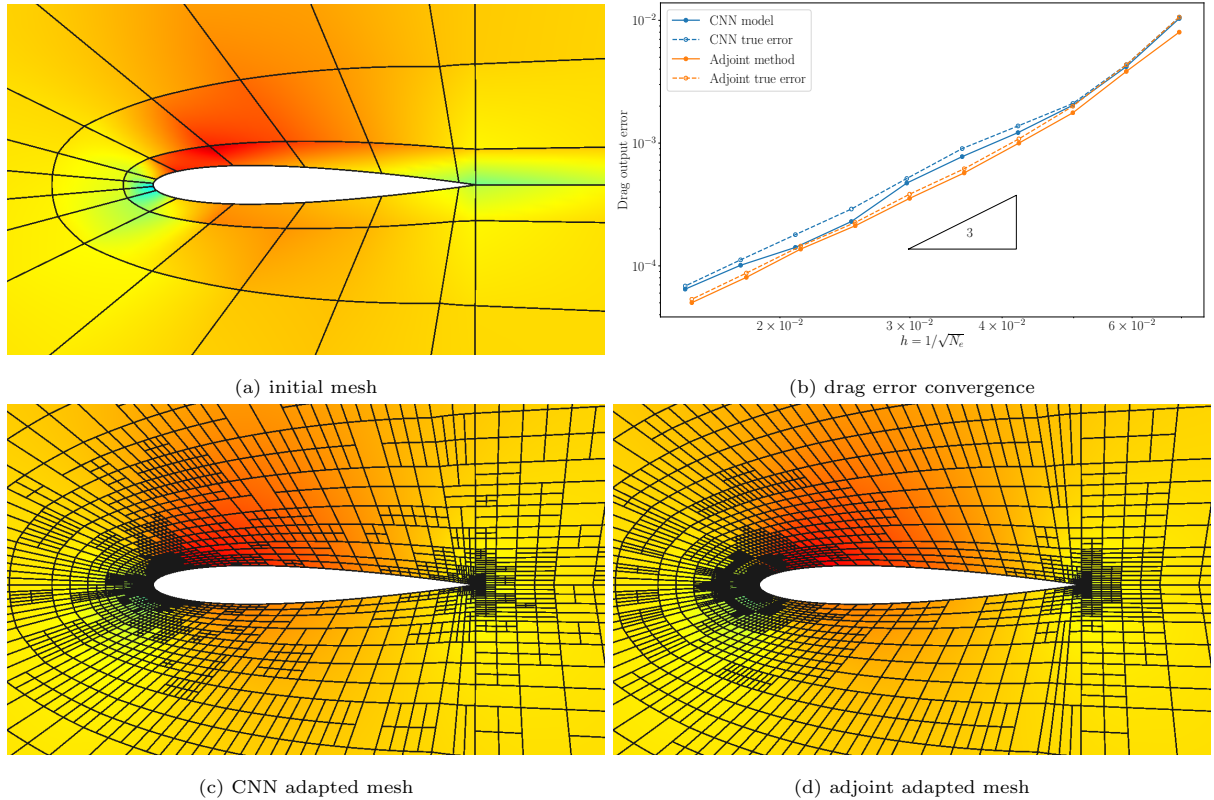 10⁻²
CNN model
CNN true error
Adjoint method
Adjoint true error
Drag output error
10⁻³
3
10⁻⁴
2 × 10⁻² 3 × 10⁻² 4 × 10⁻² 6 × 10⁻²
h = 1/√Nₑ
(a) initial mesh
(b) drag error convergence
(c) CNN adapted mesh
(d) adjoint adapted mesh